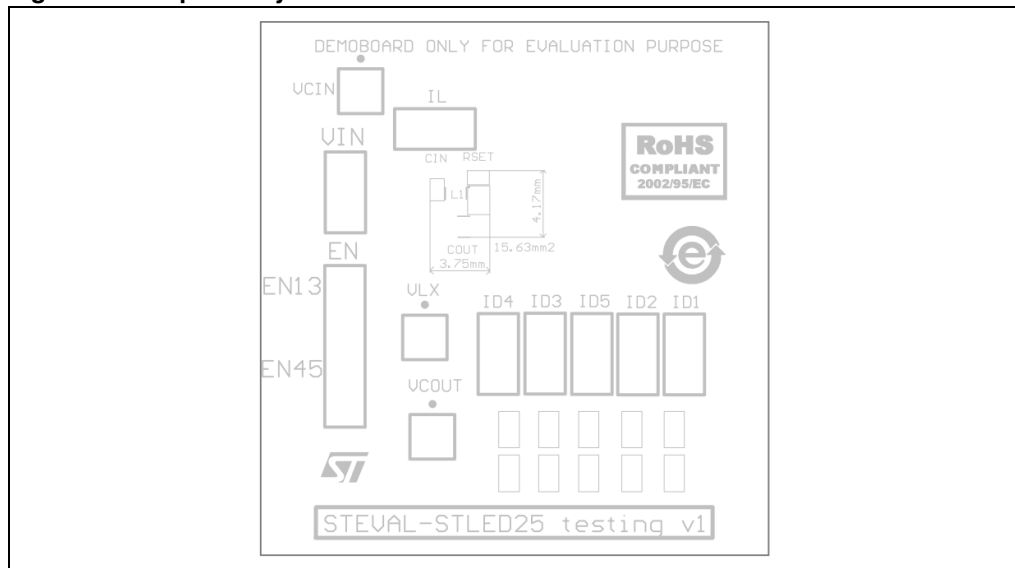 DEMOBOARD ONLY FOR EVALUATION PURPOSE
VCIN
IL
VIN
CIN RSET
RoHS
COMPLIANT
2002/95/EC
L1
4.17mm
EN
COUT 15.63mm2
3.75mm
e
EN13
VLX
ID4 ID3 ID5 ID2 ID1
EN45
VCOUT
ST
STEVAL-STLED25 testing v1